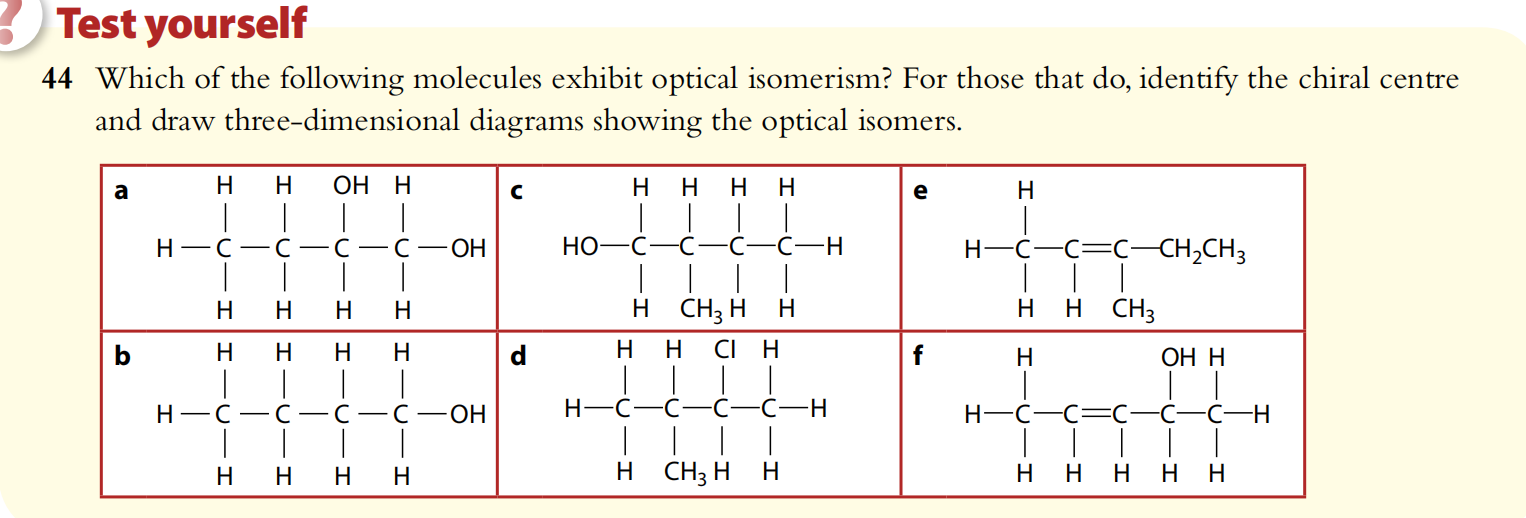 ?
Test yourself
44 Which of the following molecules exhibit optical isomerism? For those that do, identify the chiral centre
and draw three-dimensional diagrams showing the optical isomers.
a
H H OH H
H—C—C—C—C—OH
H H H H
c
H H H H
HO—C—C—C—C—H
H CH₃ H H
e
H
H—C—C=C—CH₂CH₃
H H CH₃
b
H H H H
H—C—C—C—C—OH
H H H H
d
H H Cl H
H—C—C—C—C—H
H CH₃ H H
f
H OH H
H—C—C=C—C—C—H
H H H H H